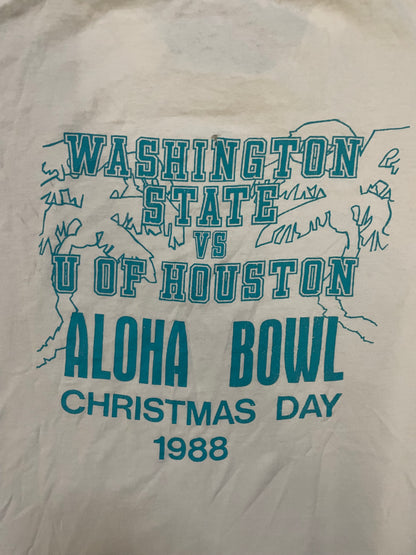 WASHINGTON
STATE
VS
U OF HOUSTON
ALOHA BOWL
CHRISTMAS DAY
1988